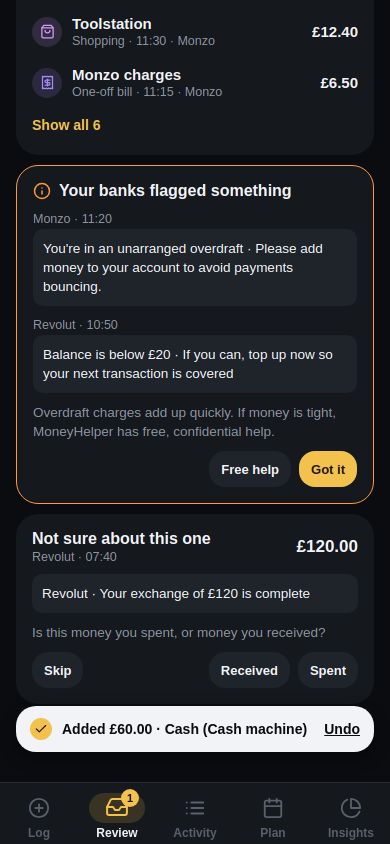 Toolstation
£12.40
Shopping · 11:30 · Monzo
Monzo charges
£6.50
One-off bill · 11:15 · Monzo
Show all 6
Your banks flagged something
Monzo · 11:20
You're in an unarranged overdraft · Please add
money to your account to avoid payments
bouncing.
Revolut · 10:50
Balance is below £20 · If you can, top up now so
your next transaction is covered
Overdraft charges add up quickly. If money is tight,
MoneyHelper has free, confidential help.
Free help
Got it
Not sure about this one
£120.00
Revolut · 07:40
Revolut · Your exchange of £120 is complete
Is this money you spent, or money you received?
Skip
Received
Spent
Added £60.00 · Cash (Cash machine)
Undo
1
Log
Review
Activity
Plan
Insights